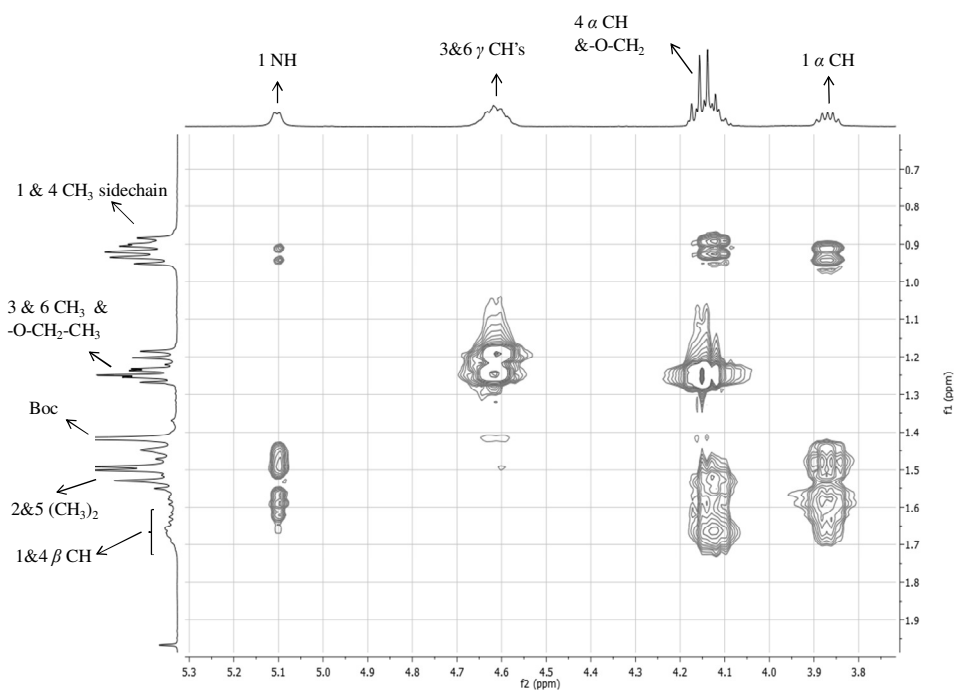 4 α CH
&-O-CH₂
3&6 γ CH's
1 NH
1 α CH
1 & 4 CH₃ sidechain
3 & 6 CH₃ &
-O-CH₂-CH₃
Boc
2&5 (CH₃)₂
1&4 β CH
0.7
0.8
0.9
1.0
1.1
1.2
1.3
1.4
1.5
1.6
1.7
1.8
1.9
f1 (ppm)
5.3 5.2 5.1 5.0 4.9 4.8 4.7 4.6 4.5 4.4 4.3 4.2 4.1 4.0 3.9 3.8
f2 (ppm)